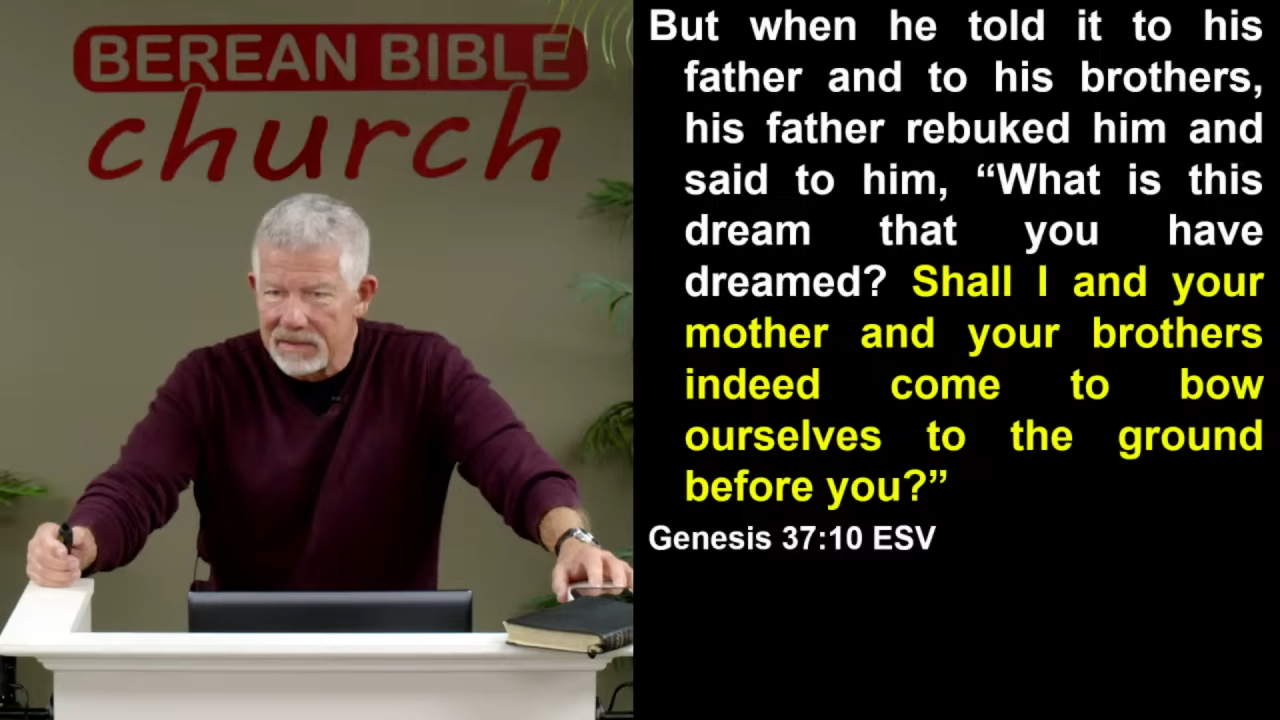 BEREAN BIBLE
church
But when he told it to his
father and to his brothers,
his father rebuked him and
said to him, “What is this
dream that you have
dreamed? Shall I and your
mother and your brothers
indeed come to bow
ourselves to the ground
before you?”
Genesis 37:10 ESV